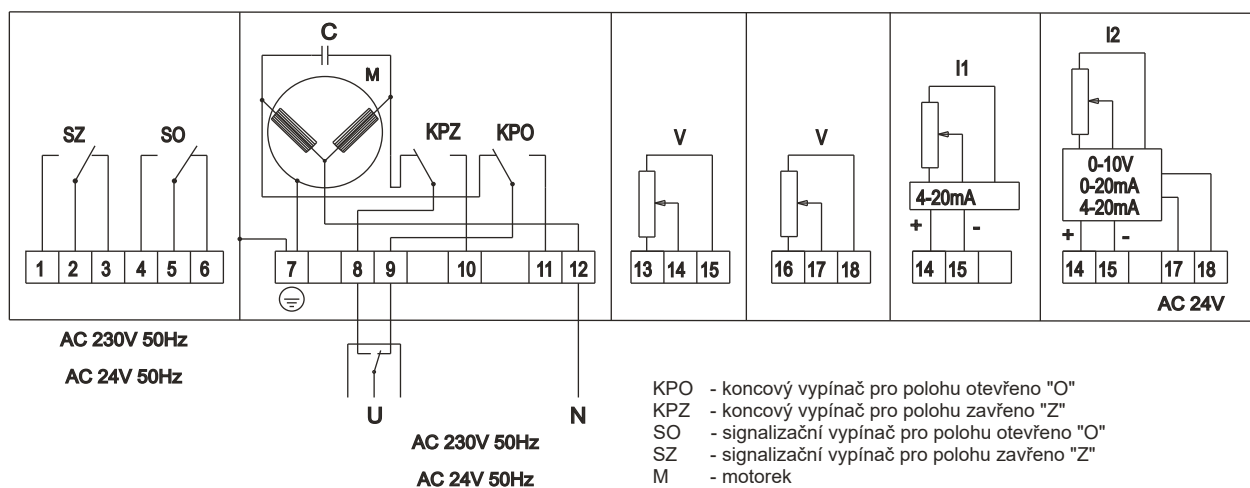 C
M
SZ
SO
KPZ
KPO
V
V
I1
I2
4-20mA
0-10V
0-20mA
4-20mA
+ -
+ -
1 2 3 4 5 6
7 8 9 10 11 12
13 14 15
16 17 18
14 15
14 15 17 18
AC 24V
AC 230V 50Hz
AC 24V 50Hz
U
N
AC 230V 50Hz
AC 24V 50Hz
KPO - koncový vypínač pro polohu otevřeno "O"
KPZ - koncový vypínač pro polohu zavřeno "Z"
SO - signalizační vypínač pro polohu otevřeno "O"
SZ - signalizační vypínač pro polohu zavřeno "Z"
M - motorek